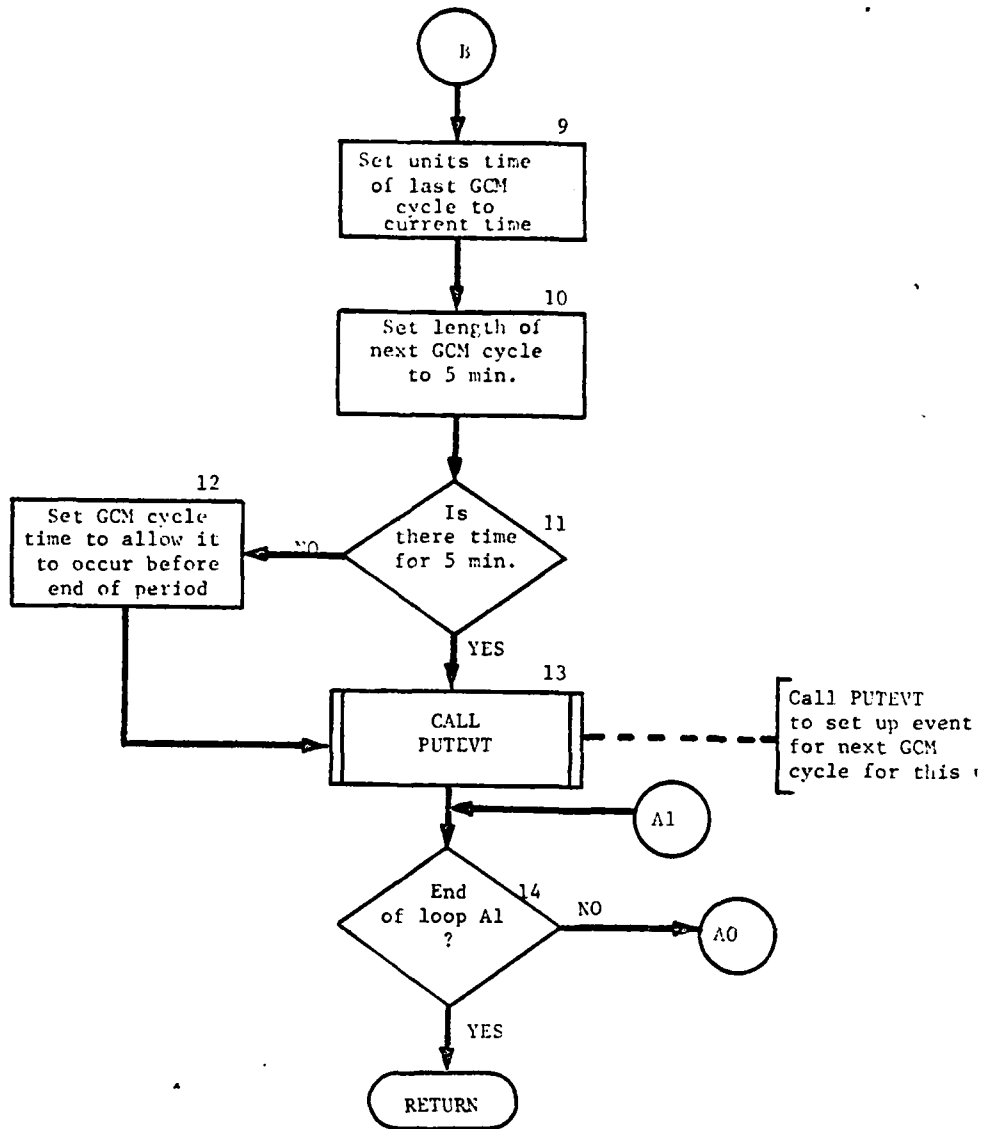 B
9
Set units time
of last GCM
cycle to
current time
10
Set length of
next GCM cycle
to 5 min.
12
Set GCM cycle
time to allow it
to occur before
end of period
NO
Is
there time
for 5 min.
11
YES
13
CALL
PUTEVT
Call PUTEVT
to set up event
for next GCM
cycle for this
A1
End
of loop A1
?
14
NO
A0
YES
RETURN